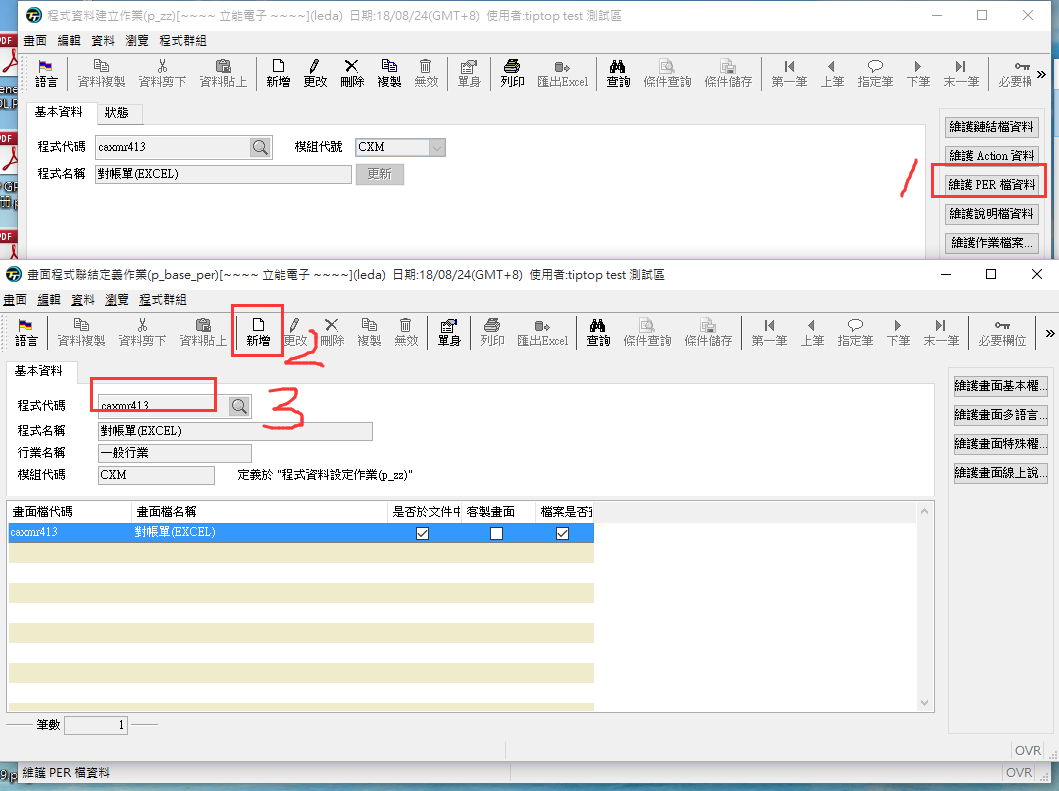 程式資料建立作業(p_zz)[~~~~ 立能電子 ~~~~](leda) 日期:18/08/24(GMT+8) 使用者:tiptop test 測試區
畫面 編輯 資料 瀏覽 程式群組
語言 資料複製 資料剪下 資料貼上 新增 更改 刪除 複製 無效 單身 列印 匯出Excel 查詢 條件查詢 條件儲存 第一筆 上筆 指定筆 下筆 末一筆 必要欄 »
基本資料 狀態
程式代碼 caxmr413 模組代號 CXM
程式名稱 對帳單(EXCEL) 更新
維護鏈結檔資料
維護 Action 資料
維護 PER 檔資料
維護說明檔資料
維護作業檔案...
1
畫面程式聯結定義作業(p_base_per)[~~~~ 立能電子 ~~~~](leda) 日期:18/08/24(GMT+8) 使用者:tiptop test 測試區
畫面 編輯 資料 瀏覽 程式群組
語言 資料複製 資料剪下 資料貼上 新增 更改 刪除 複製 無效 單身 列印 匯出Excel 查詢 條件查詢 條件儲存 第一筆 上筆 指定筆 下筆 末一筆 必要欄位 »
2
基本資料
程式代碼 caxmr413
3
程式名稱 對帳單(EXCEL)
行業名稱 一般行業
模組代碼 CXM 定義於 "程式資料設定作業(p_zz)"
維護畫面基本權...
維護畫面多語言...
維護畫面特殊權...
維護畫面線上說...
畫面檔代碼 畫面檔名稱 是否於文件中 客製畫面 檔案是否
caxmr413 對帳單(EXCEL)
筆數 1
OVR
維護 PER 檔資料 OVR
PDF
PDF
PDF